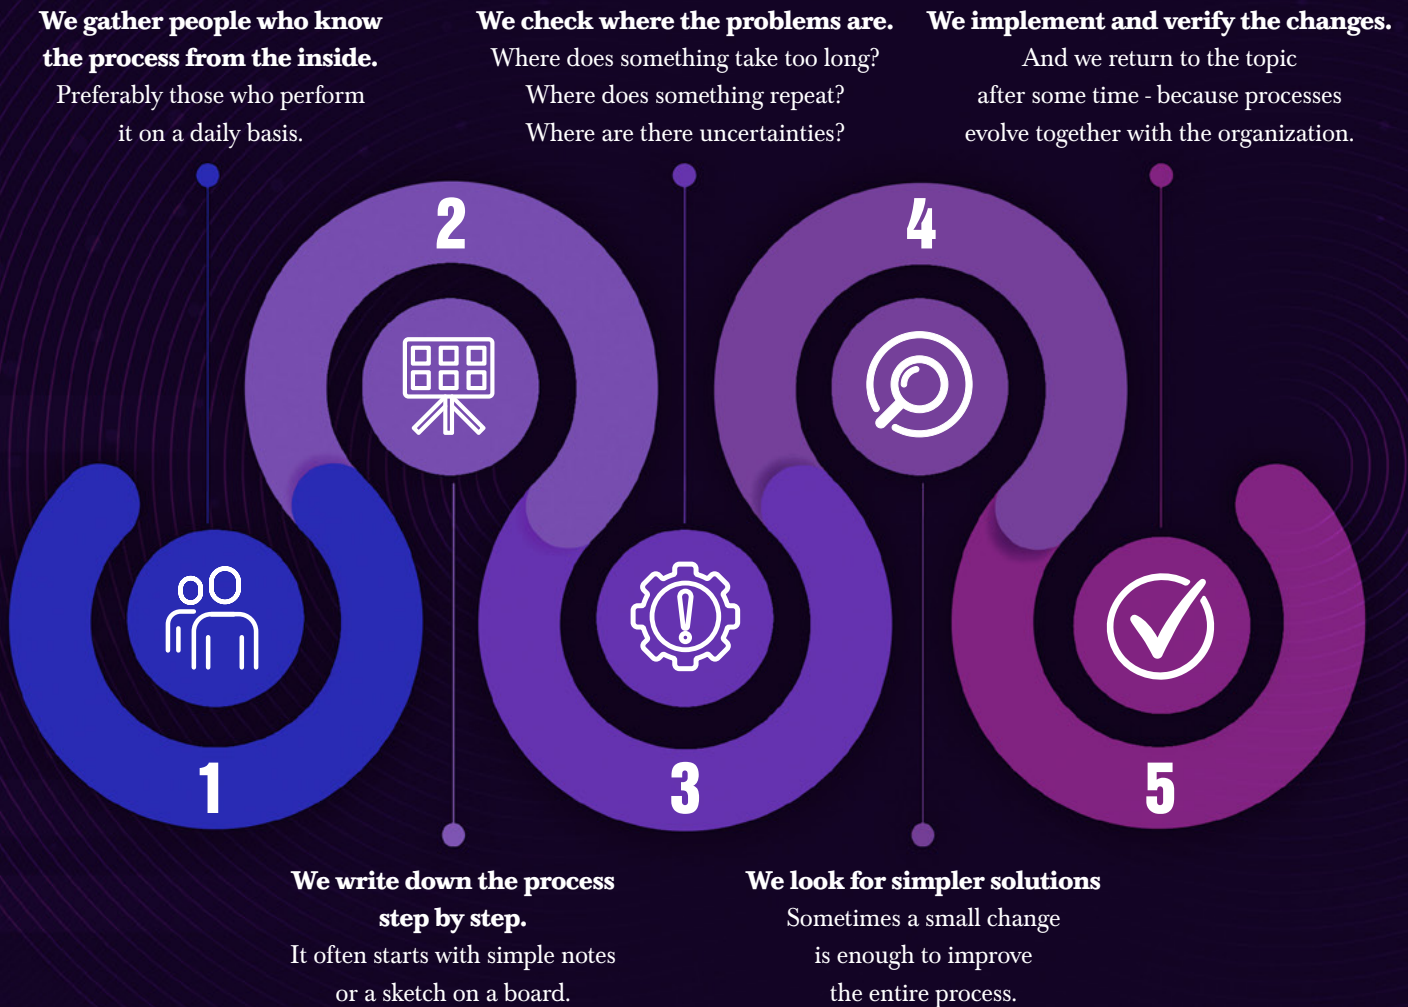 We gather people who know
the process from the inside.
Preferably those who perform
it on a daily basis.
We check where the problems are.
Where does something take too long?
Where does something repeat?
Where are there uncertainties?
We implement and verify the changes.
And we return to the topic
after some time - because processes
evolve together with the organization.
2
4
1
3
5
We write down the process
step by step.
It often starts with simple notes
or a sketch on a board.
We look for simpler solutions
Sometimes a small change
is enough to improve
the entire process.